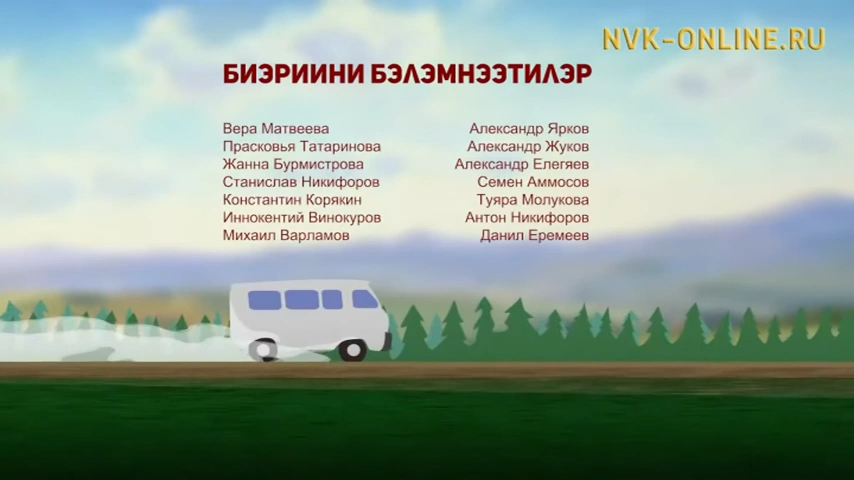 NVK-ONLINE.RU
БИЭРИИНИ БЭЛЭМНЭЭТИЛЭР
Вера Матвеева
Прасковья Татаринова
Жанна Бурмистрова
Станислав Никифоров
Константин Корякин
Иннокентий Винокуров
Михаил Варламов
Александр Ярков
Александр Жуков
Александр Елегяев
Семен Аммосов
Туяра Молукова
Антон Никифоров
Данил Еремеев